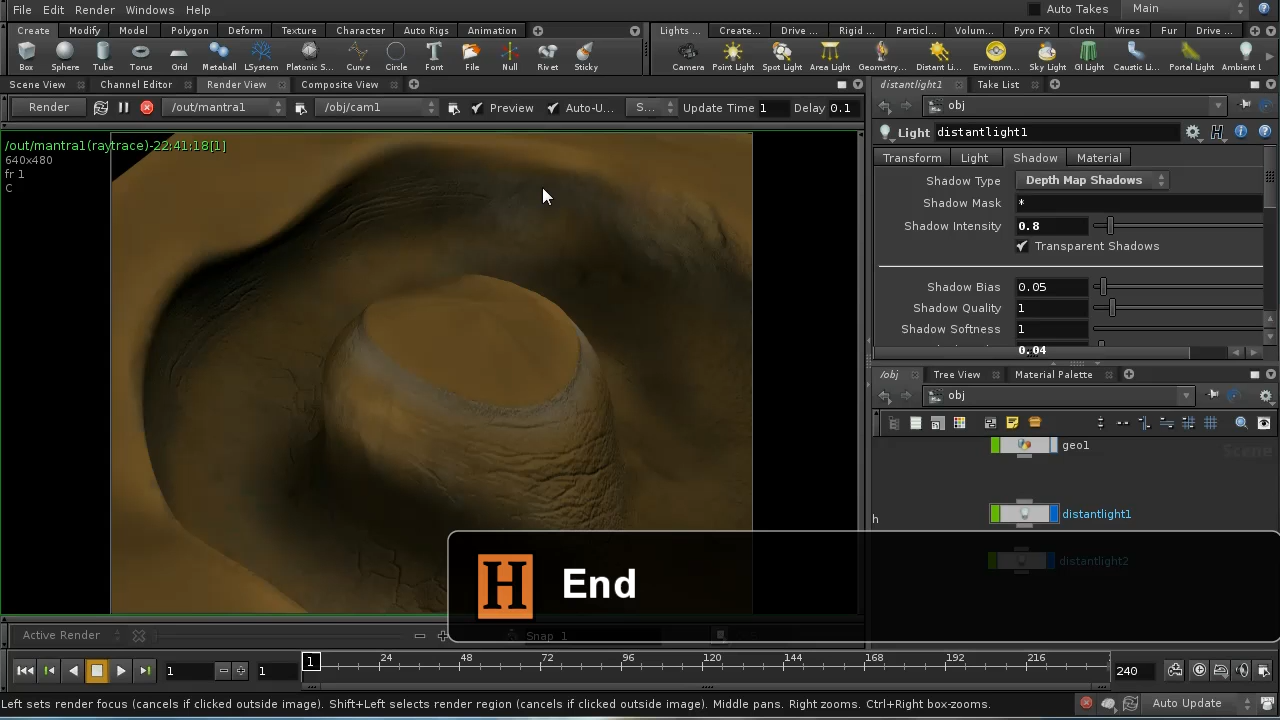 File Edit Render Windows Help Auto Takes Main
Create Modify Model Polygon Deform Texture Character Auto Rigs Animation Lights ... Create... Drive ... Rigid ... Particl... Volum... Pyro FX Cloth Wires Fur Drive ...
Box Sphere Tube Torus Grid Metaball LSystem Platonic S... Curve Circle Font File Null Rivet Sticky Camera Point Light Spot Light Area Light Geometry... Distant Li... Environm... Sky Light GI Light Caustic Li... Portal Light Ambient L
Scene View Channel Editor Render View Composite View distantlight1 Take List
Render /out/mantra1 /obj/cam1 Preview Auto-U... S... Update Time 1 Delay 0.1 obj
/out/mantra1(raytrace)-22:41:18[1]
640x480
fr 1
C
Light distantlight1
Transform Light Shadow Material
Shadow Type Depth Map Shadows
Shadow Mask *
Shadow Intensity 0.8
Transparent Shadows
Shadow Bias 0.05
Shadow Quality 1
Shadow Softness 1
0.04
/obj Tree View Material Palette
obj
geo1
Scene
distantlight1
h
distantlight2
H End
Active Render Snap 1
1 1 1 24 48 72 96 120 144 168 192 216 240
Left sets render focus (cancels if clicked outside image). Shift+Left selects render region (cancels if clicked outside image). Middle pans. Right zooms. Ctrl+Right box-zooms. Auto Update